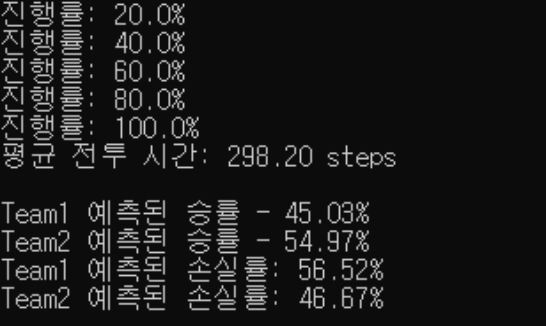 진행률: 20.0%
진행률: 40.0%
진행률: 60.0%
진행률: 80.0%
진행률: 100.0%
평균 전투 시간: 298.20 steps
Team1 예측된 승률 - 45.03%
Team2 예측된 승률 - 54.97%
Team1 예측된 손실률: 56.52%
Team2 예측된 손실률: 46.67%